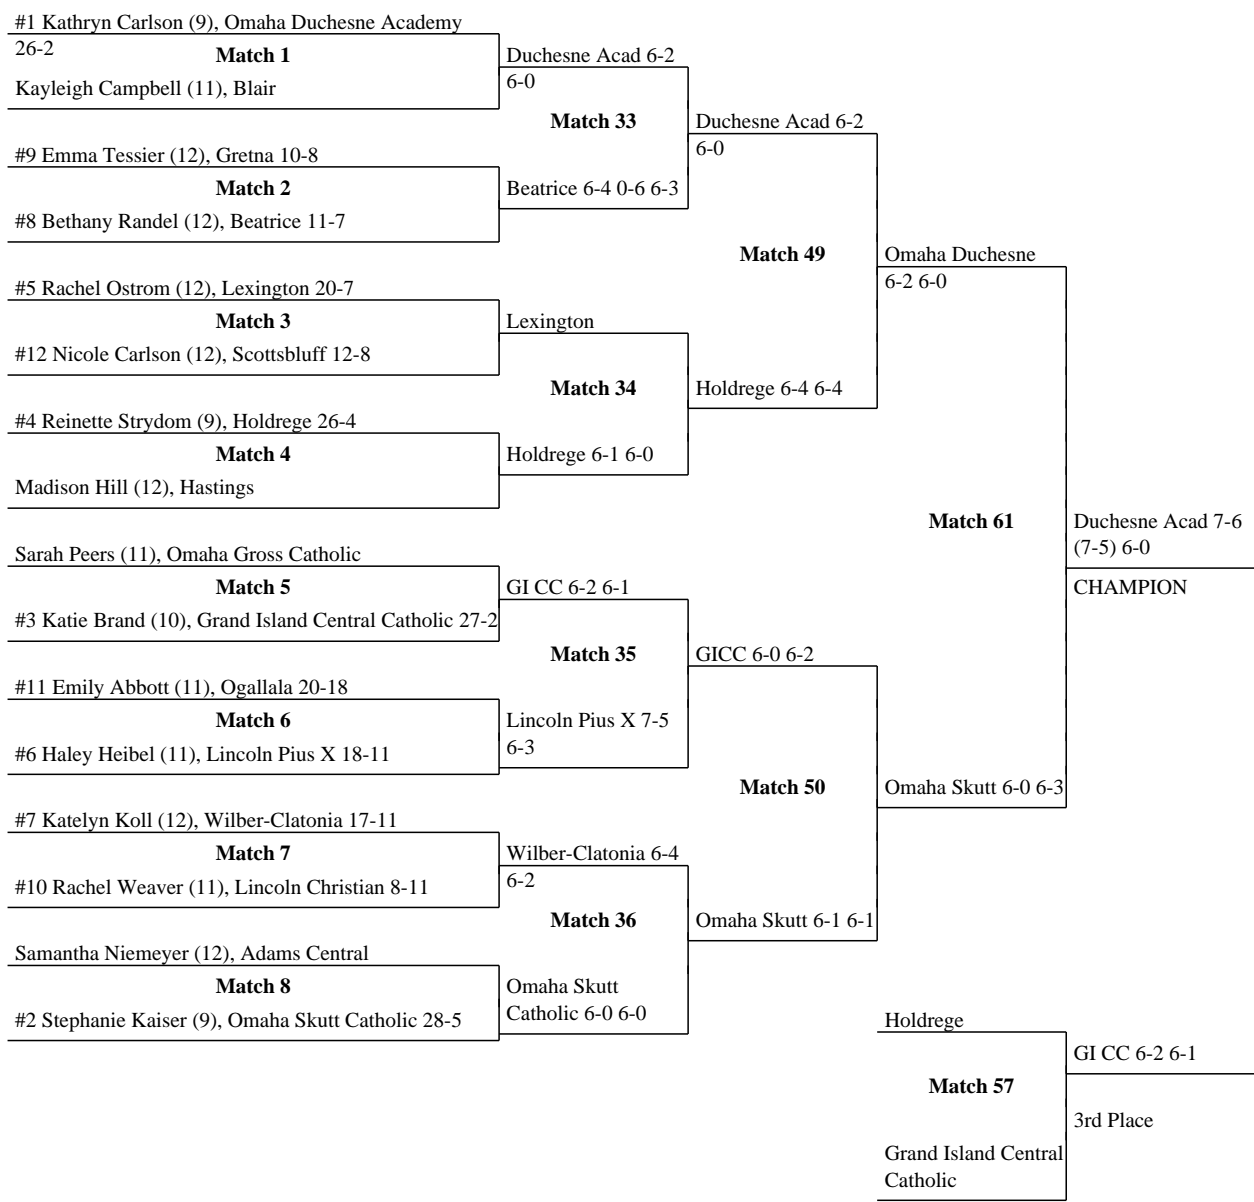 #1 Kathryn Carlson (9), Omaha Duchesne Academy
26-2
Match 1
Kayleigh Campbell (11), Blair
Duchesne Acad 6-2
6-0
Match 33
#9 Emma Tessier (12), Gretna 10-8
Match 2
#8 Bethany Randel (12), Beatrice 11-7
Beatrice 6-4 0-6 6-3
Duchesne Acad 6-2
6-0
Match 49
#5 Rachel Ostrom (12), Lexington 20-7
Match 3
#12 Nicole Carlson (12), Scottsbluff 12-8
Lexington
Match 34
#4 Reinette Strydom (9), Holdrege 26-4
Match 4
Madison Hill (12), Hastings
Holdrege 6-1 6-0
Holdrege 6-4 6-4
Omaha Duchesne
6-2 6-0
Match 61
Sarah Peers (11), Omaha Gross Catholic
Match 5
#3 Katie Brand (10), Grand Island Central Catholic 27-2
GI CC 6-2 6-1
Match 35
#11 Emily Abbott (11), Ogallala 20-18
Match 6
#6 Haley Heibel (11), Lincoln Pius X 18-11
Lincoln Pius X 7-5
6-3
GICC 6-0 6-2
Match 50
#7 Katelyn Koll (12), Wilber-Clatonia 17-11
Match 7
#10 Rachel Weaver (11), Lincoln Christian 8-11
Wilber-Clatonia 6-4
6-2
Match 36
Samantha Niemeyer (12), Adams Central
Match 8
#2 Stephanie Kaiser (9), Omaha Skutt Catholic 28-5
Omaha Skutt
Catholic 6-0 6-0
Omaha Skutt 6-1 6-1
Omaha Skutt 6-0 6-3
Duchesne Acad 7-6
(7-5) 6-0
CHAMPION
Holdrege
Match 57
Grand Island Central
Catholic
GI CC 6-2 6-1
3rd Place